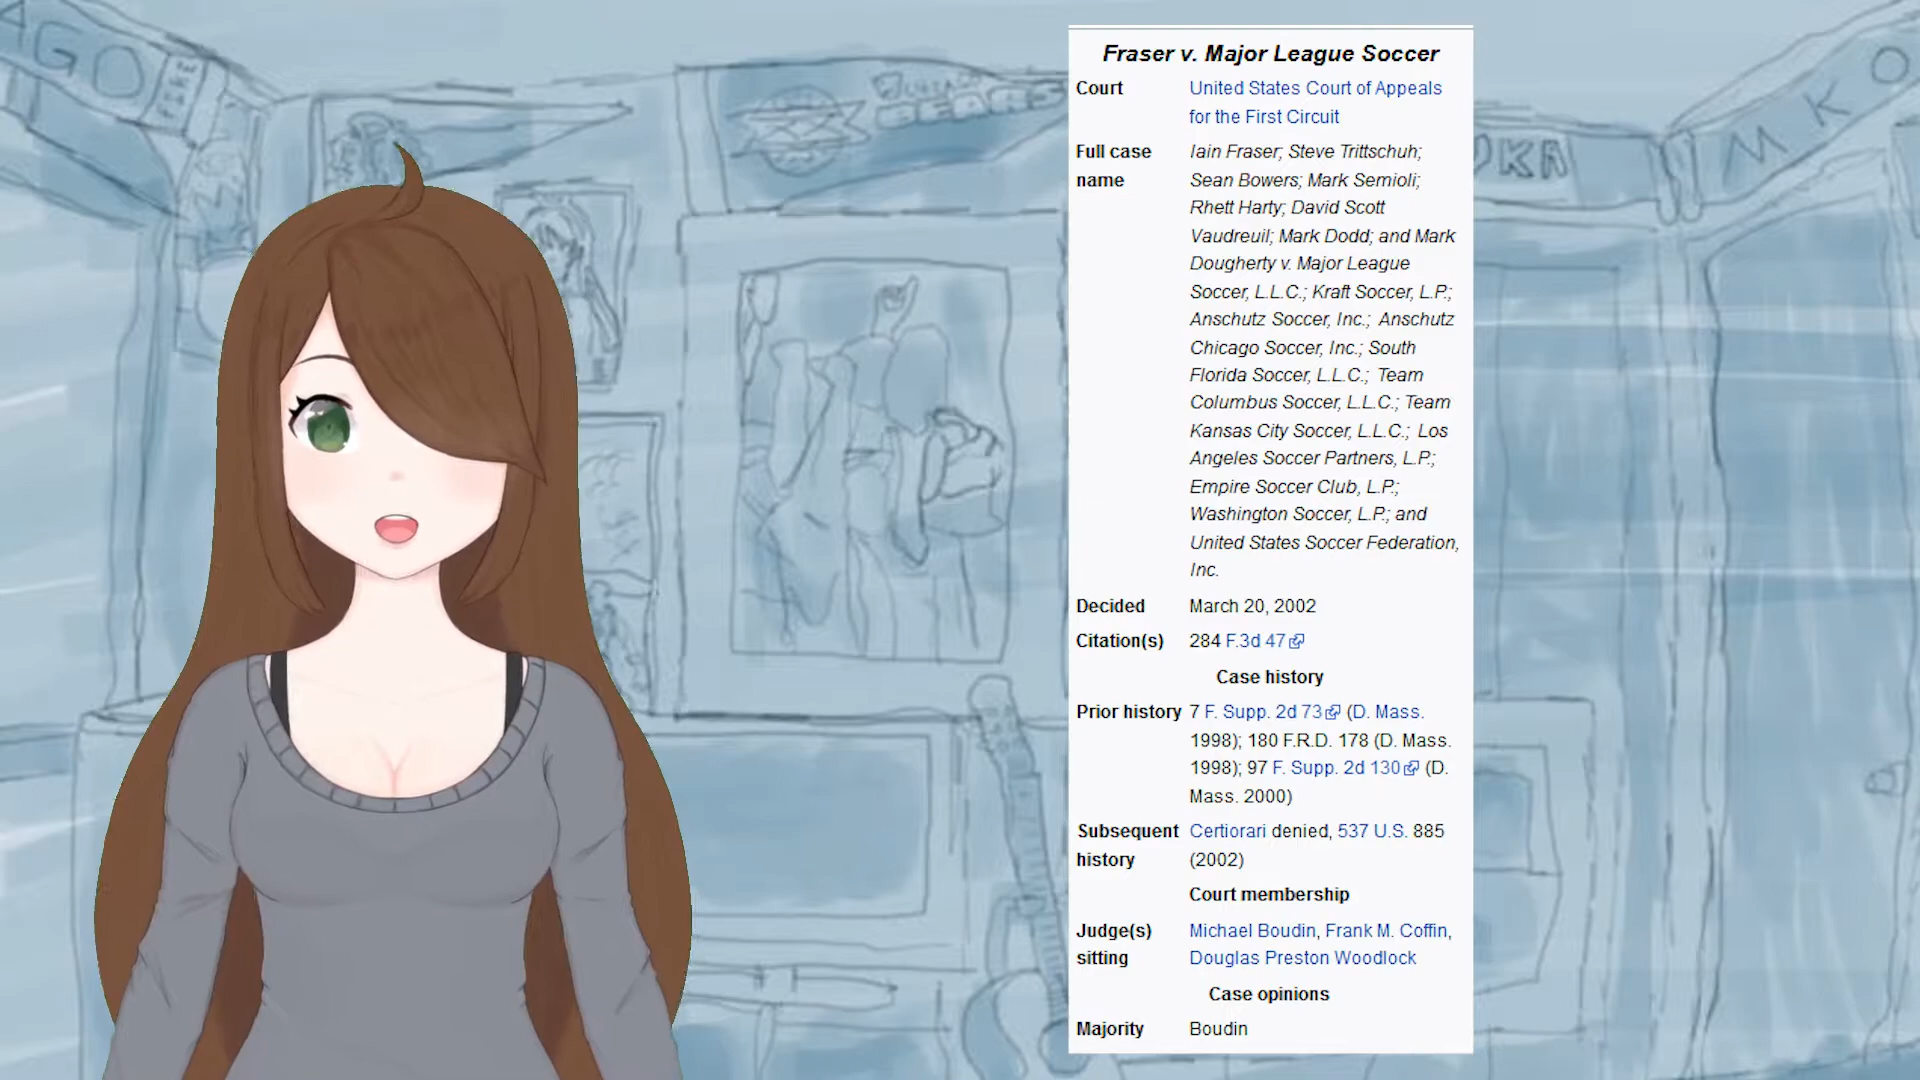 AGO
BEARS
Fraser v. Major League Soccer
Court United States Court of Appeals
for the First Circuit
Full case Iain Fraser; Steve Trittschuh;
name Sean Bowers; Mark Semioli;
Rhett Harty; David Scott
Vaudreuil; Mark Dodd; and Mark
Dougherty v. Major League
Soccer, L.L.C.; Kraft Soccer, L.P.;
Anschutz Soccer, Inc.; Anschutz
Chicago Soccer, Inc.; South
Florida Soccer, L.L.C.; Team
Columbus Soccer, L.L.C.; Team
Kansas City Soccer, L.L.C.; Los
Angeles Soccer Partners, L.P.;
Empire Soccer Club, L.P.;
Washington Soccer, L.P.; and
United States Soccer Federation,
Inc.
Decided March 20, 2002
Citation(s) 284 F.3d 47
Case history
Prior history 7 F. Supp. 2d 73 (D. Mass.
1998); 180 F.R.D. 178 (D. Mass.
1998); 97 F. Supp. 2d 130 (D.
Mass. 2000)
Subsequent Certiorari denied, 537 U.S. 885
history (2002)
Court membership
Judge(s) Michael Boudin, Frank M. Coffin,
sitting Douglas Preston Woodlock
Case opinions
Majority Boudin